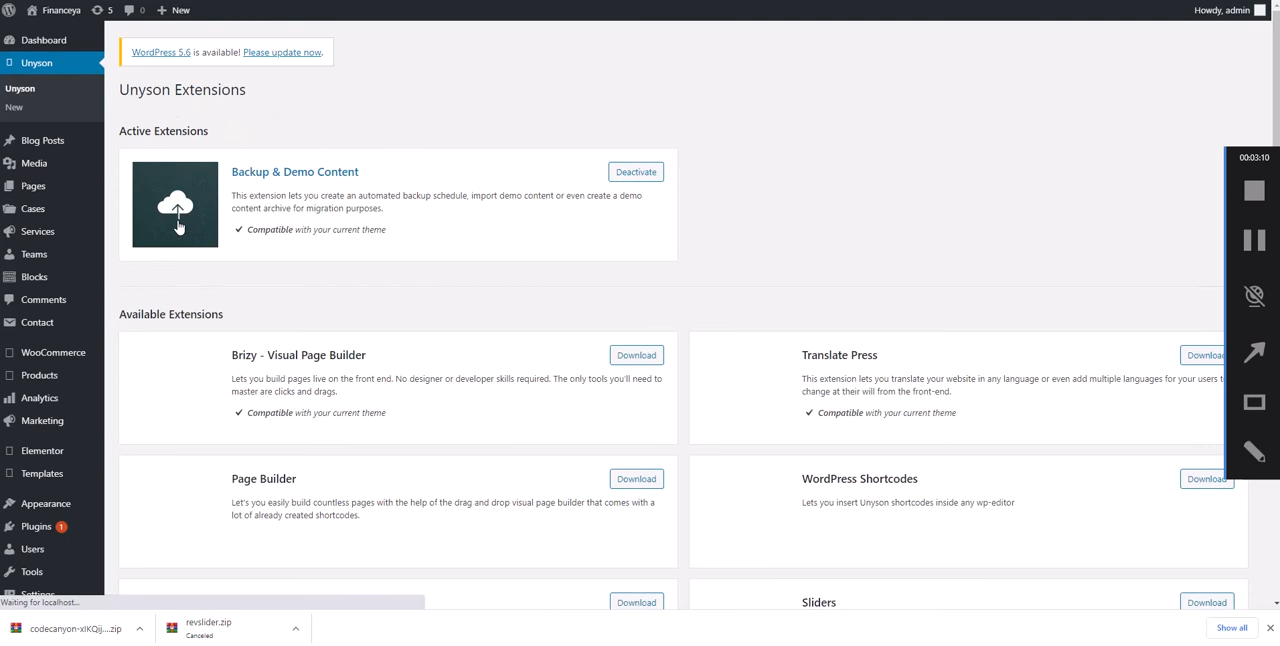 Financeya
5
0
New
Howdy, admin
Dashboard
Unyson
Unyson
New
Blog Posts
Media
Pages
Cases
Services
Teams
Blocks
Comments
Contact
WooCommerce
Products
Analytics
Marketing
Elementor
Templates
Appearance
Plugins 1
Users
Tools
Settings
WordPress 5.6 is available! Please update now.
Unyson Extensions
Active Extensions
Backup & Demo Content
Deactivate
This extension lets you create an automated backup schedule, import demo content or even create a demo
content archive for migration purposes.
✔ Compatible with your current theme
Available Extensions
Brizy - Visual Page Builder
Download
Lets you build pages live on the front end. No designer or developer skills required. The only tools you'll need to
master are clicks and drags.
✔ Compatible with your current theme
Translate Press
Download
This extension lets you translate your website in any language or even add multiple languages for your users to
change at their will from the front-end.
✔ Compatible with your current theme
Page Builder
Download
Let's you easily build countless pages with the help of the drag and drop visual page builder that comes with a
lot of already created shortcodes.
WordPress Shortcodes
Download
Lets you insert Unyson shortcodes inside any wp-editor
Download
Sliders
Download
00:03:10
Waiting for localhost...
codecanyon-xIKQij....zip
revslider.zip
Canceled
Show all